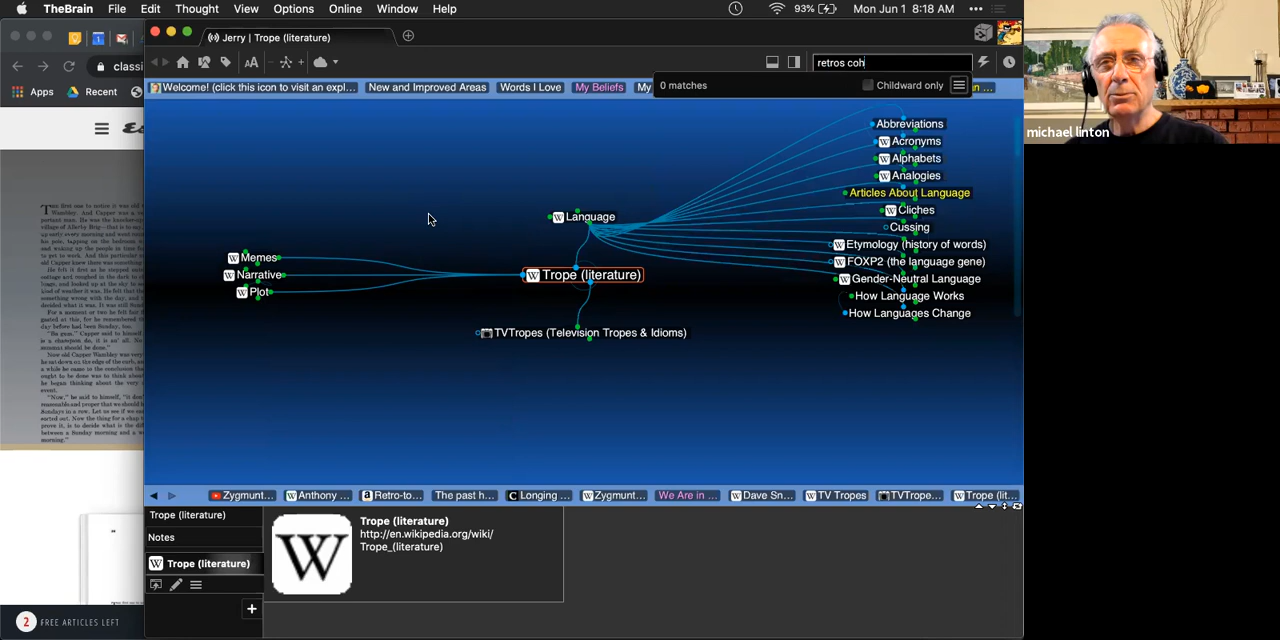 TheBrain File Edit Thought View Options Online Window Help 93% Mon Jun 1 8:18 AM
Jerry | Trope (literature)
classi
retros coh
Apps Recent
0 matches Childward only
Welcome! (click this icon to visit an expl... New and Improved Areas Words I Love My Beliefs My
Es
michael linton
Abbreviations
Acronyms
Alphabets
Analogies
Articles About Language
Cliches
Cussing
Etymology (history of words)
FOXP2 (the language gene)
Gender-Neutral Language
How Language Works
How Languages Change
Language
Memes
Narrative
Plot
Trope (literature)
TVTropes (Television Tropes & Idioms)
Zygmunt... Anthony ... Retro-to... The past h... Longing ... Zygmunt... We Are in ... Dave Sn... TV Tropes TVTrope... Trope (lit...
Trope (literature)
Notes
Trope (literature)
Trope (literature)
http://en.wikipedia.org/wiki/
Trope_(literature)
2 FREE ARTICLES LEFT